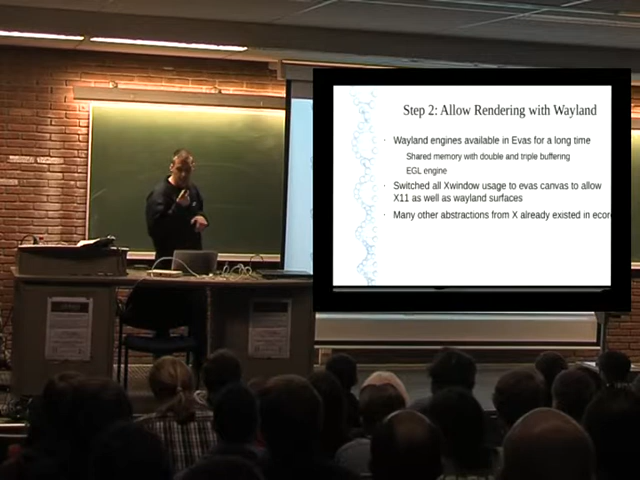 Step 2: Allow Rendering with Wayland
Wayland engines available in Evas for a long time
Shared memory with double and triple buffering
EGL engine
Switched all Xwindow usage to evas canvas to allow
X11 as well as wayland surfaces
Many other abstractions from X already existed in ecor